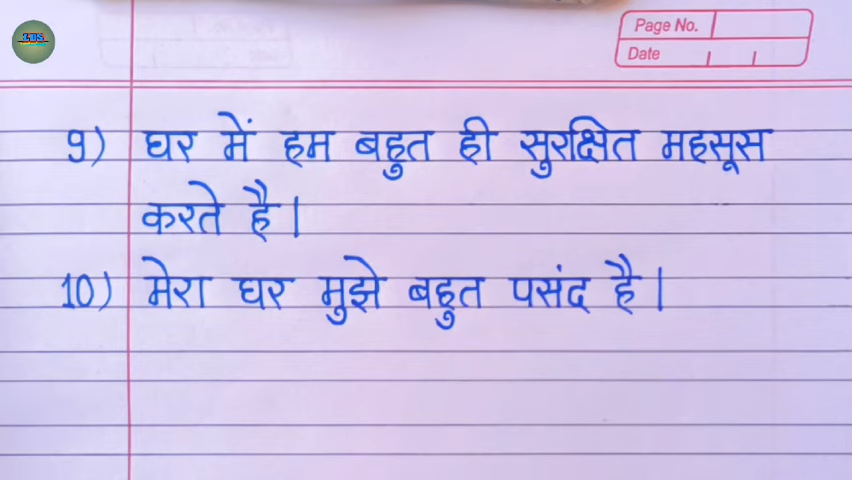 Page No.
Date
9) घर में हम बहुत ही सुरक्षित महसूस
करते है।
10) मेरा घर मुझे बहुत पसंद है।